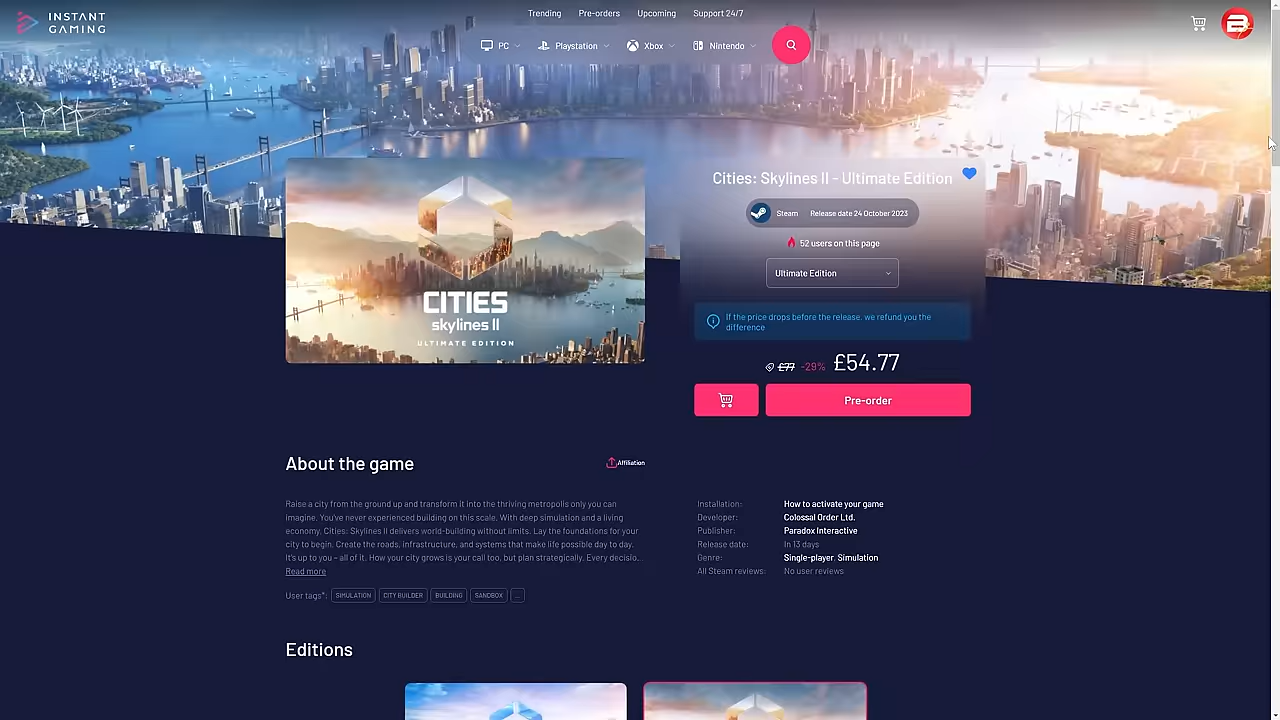 INSTANT
GAMING
Trending
Pre-orders
Upcoming
Support 24/7
PC
Playstation
Xbox
Nintendo
Cities: Skylines II - Ultimate Edition
Steam
Release date 24 October 2023
52 users on this page
Ultimate Edition
If the price drops before the release, we refund you the
difference
£77 -29% £54.77
Pre-order
CITIES
skylines II
ULTIMATE EDITION
About the game
Affiliation
Raise a city from the ground up and transform it into the thriving metropolis only you can
imagine. You've never experienced building on this scale. With deep simulation and a living
economy, Cities: Skylines II delivers world-building without limits. Lay the foundations for your
city to begin. Create the roads, infrastructure, and systems that make life possible day to day.
It's up to you – all of it. How your city grows is your call too, but plan strategically. Every decisio...
Read more
User tags*:
SIMULATION
CITY BUILDER
BUILDING
SANDBOX
...
Installation: How to activate your game
Developer: Colossal Order Ltd.
Publisher: Paradox Interactive
Release date: In 13 days
Genre: Single-player, Simulation
All Steam reviews: No user reviews
Editions